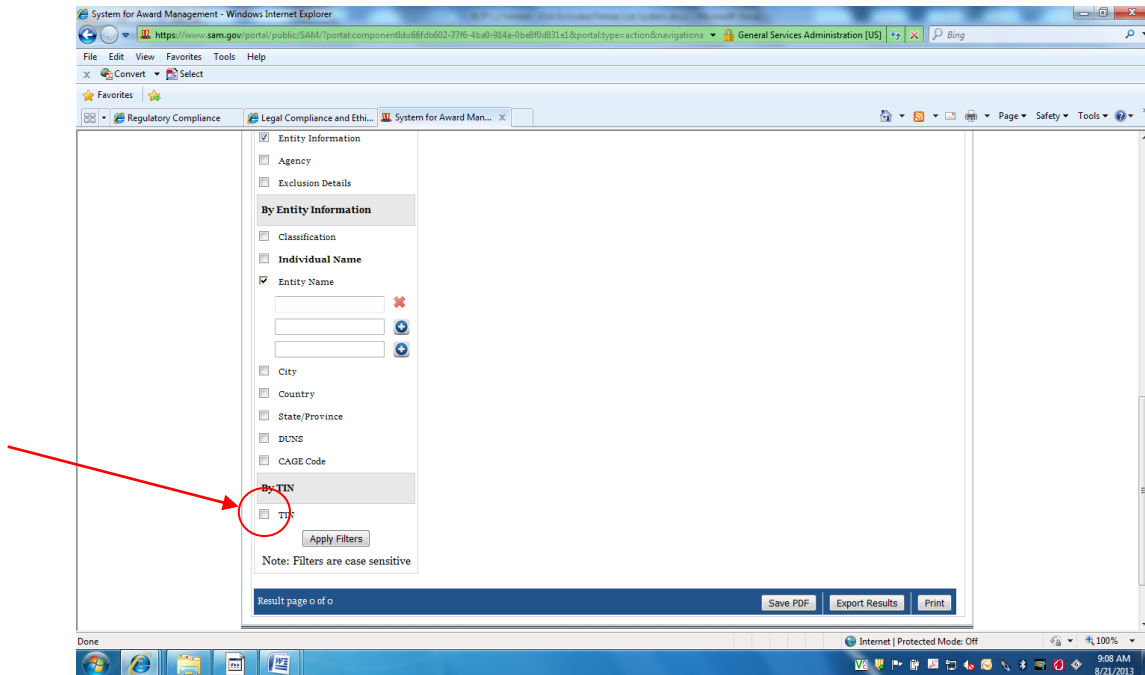 System for Award Management - Windows Internet Explorer
https://www.sam.gov/portal/public/SAM/?portal:componentId=66fdb602-77f6-4ba0-914a-0be8f0d831e1&portal:type=action&navigationa
General Services Administration [US]
Bing
File Edit View Favorites Tools Help
x Convert Select
Favorites
Regulatory Compliance
Legal Compliance and Ethi...
System for Award Man... X
Page Safety Tools
Entity Information
Agency
Exclusion Details
By Entity Information
Classification
Individual Name
Entity Name
City
Country
State/Province
DUNS
CAGE Code
By TIN
TIN
Apply Filters
Note: Filters are case sensitive
Result page 0 of 0
Save PDF
Export Results
Print
Done
Internet | Protected Mode: Off
100%
9:08 AM
8/21/2013